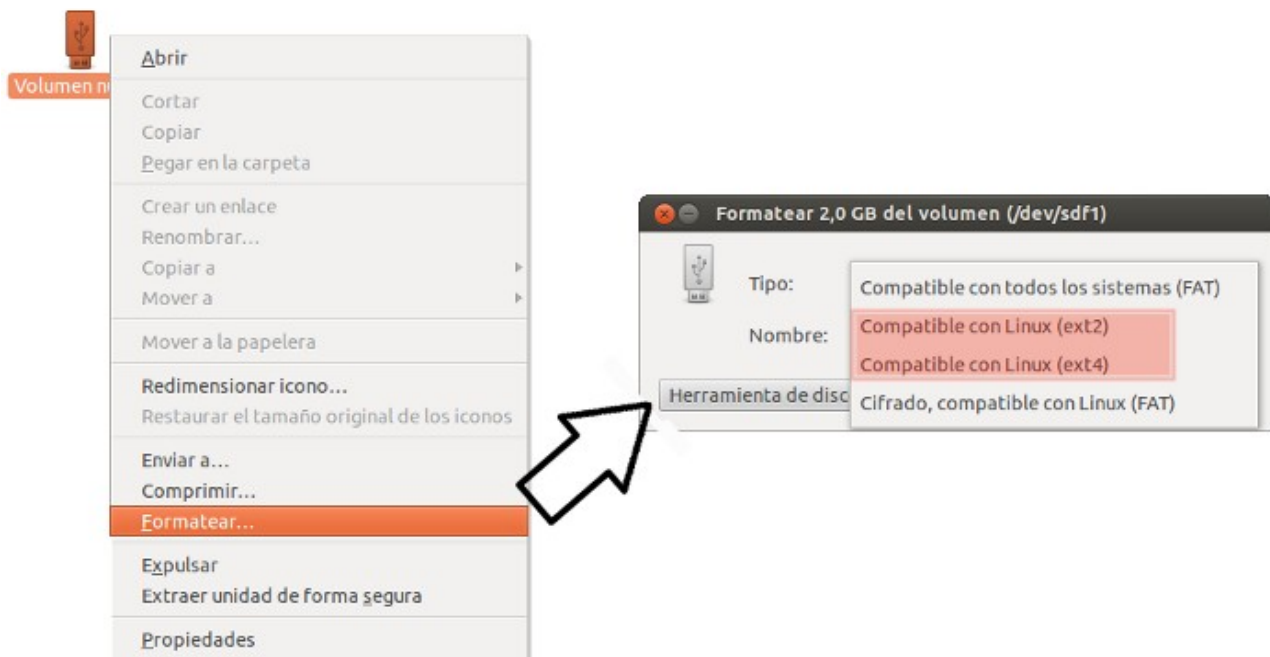 Volumen n
Abrir
Cortar
Copiar
Pegar en la carpeta
Crear un enlace
Renombrar...
Copiar a
Mover a
Mover a la papelera
Redimensionar icono...
Restaurar el tamaño original de los iconos
Enviar a...
Comprimir...
Formatear...
Expulsar
Extraer unidad de forma segura
Propiedades
Formatear 2,0 GB del volumen (/dev/sdf1)
Tipo:
Compatible con todos los sistemas (FAT)
Compatible con Linux (ext2)
Nombre:
Compatible con Linux (ext4)
Herramienta de disc
Cifrado, compatible con Linux (FAT)